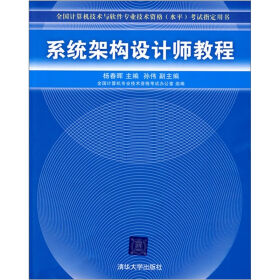 全国计算机技术与软件专业技术资格（水平）考试指定用书
系统架构设计师教程
杨春晖 主编 孙伟 副主编
全国计算机专业技术资格考试办公室 组编
清华大学出版社